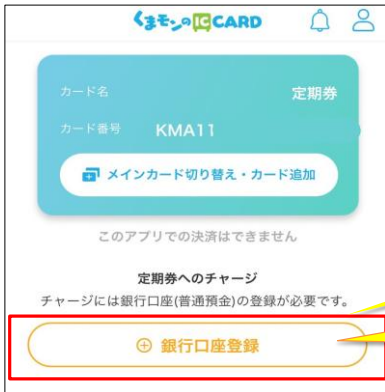 くまモンのIC CARD
カード名 定期券
カード番号 KMA11
メインカード切り替え・カード追加
このアプリでの決済はできません
定期券へのチャージ
チャージには銀行口座(普通預金)の登録が必要です。
銀行口座登録